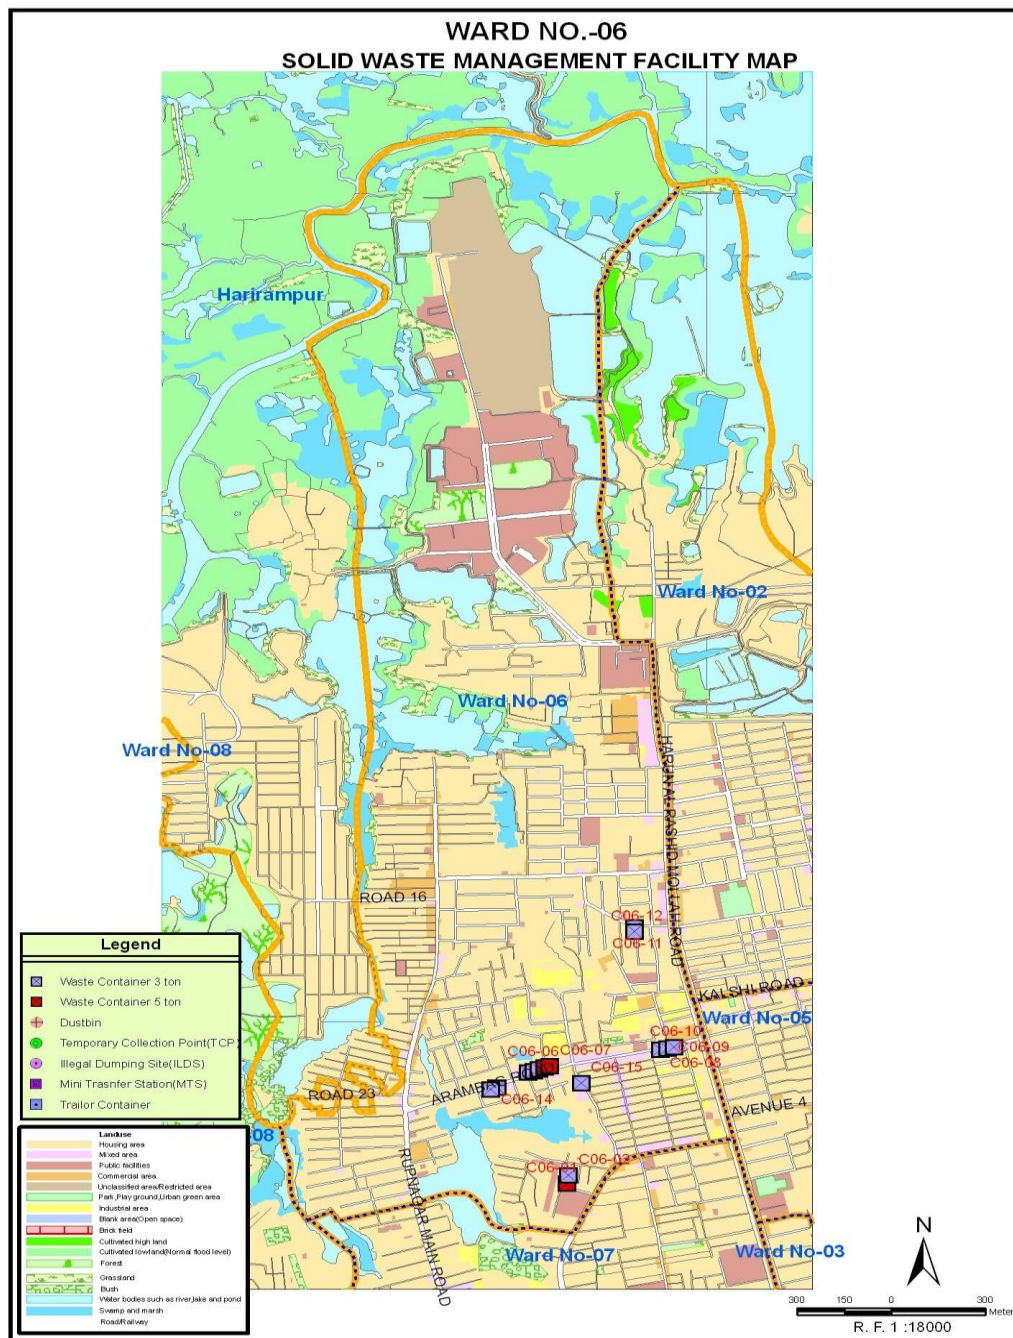 WARD NO.-06
SOLID WASTE MANAGEMENT FACILITY MAP
Harirampur
Ward No-02
Ward No-06
Ward No-08
HARUN AL RASHID MOLLAH ROAD
ROAD 16
C06-12
C06-11
KALSHI ROAD
Ward No-05
C06-10
C06-09
C06-08
C06-06
C06-07
C06-15
ROAD 23
C06-14
AVENUE 4
08
C06-02
C06-01
RUPNAGAR MAIN ROAD
Ward No-07
Ward No-03
Legend
Waste Container 3 ton
Waste Container 5 ton
Dustbin
Temporary Collection Point(TCP)
Illegal Dumping Site(ILDS)
Mini Trasnfer Station(MTS)
Trailor Container
Landuse
Housing area
Mixed area
Public facilities
Commercial area
Unclassified area/Restricted area
Park,Play ground,Urban green area
Industrial area
Blank area(Open space)
Brick field
Cultivated high land
Cultivated lowland(Normal flood level)
Forest
Grassland
Bush
Water bodies such as river,lake and pond
Swamp and marsh
Road/Railway
N
300 150 0 300
Meter
R. F. 1 :18000